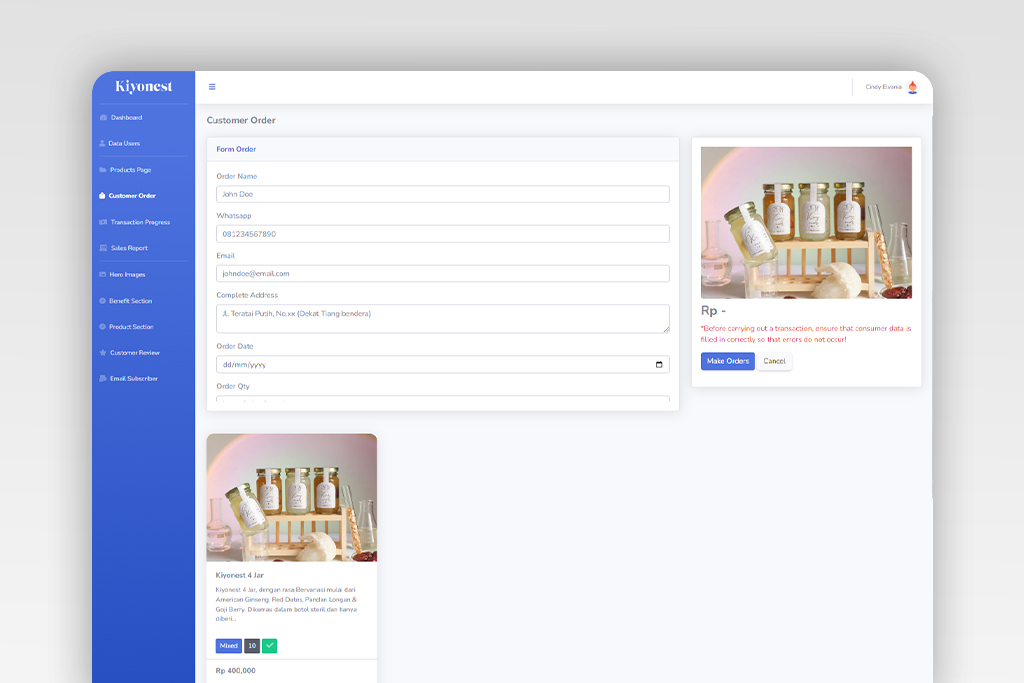 Kiyonest
Cindy Elvania
Dashboard
Data Users
Products Page
Customer Order
Transaction Progress
Sales Report
Hero Images
Benefit Section
Product Section
Customer Review
Email Subscriber
Customer Order
Form Order
Order Name
John Doe
Whatsapp
081234567890
Email
johndoe@email.com
Complete Address
JL Teratai Putih, No.xx (Dekat Tiang bendera)
Order Date
dd/mm/yyyy
Order Qty
Rp -
*Before carrying out a transaction, ensure that consumer data is
filled in correctly so that errors do not occur!
Make Orders
Cancel
Kiyonest 4 Jar
Kiyonest 4 Jar, dengan rasa Bervariasi mulai dari
American Ginseng, Red Dates, Pandan Longan &
Goji Berry. Dikemas dalam botol steril dan hanya
diberi...
Mixed 10
Rp 400,000